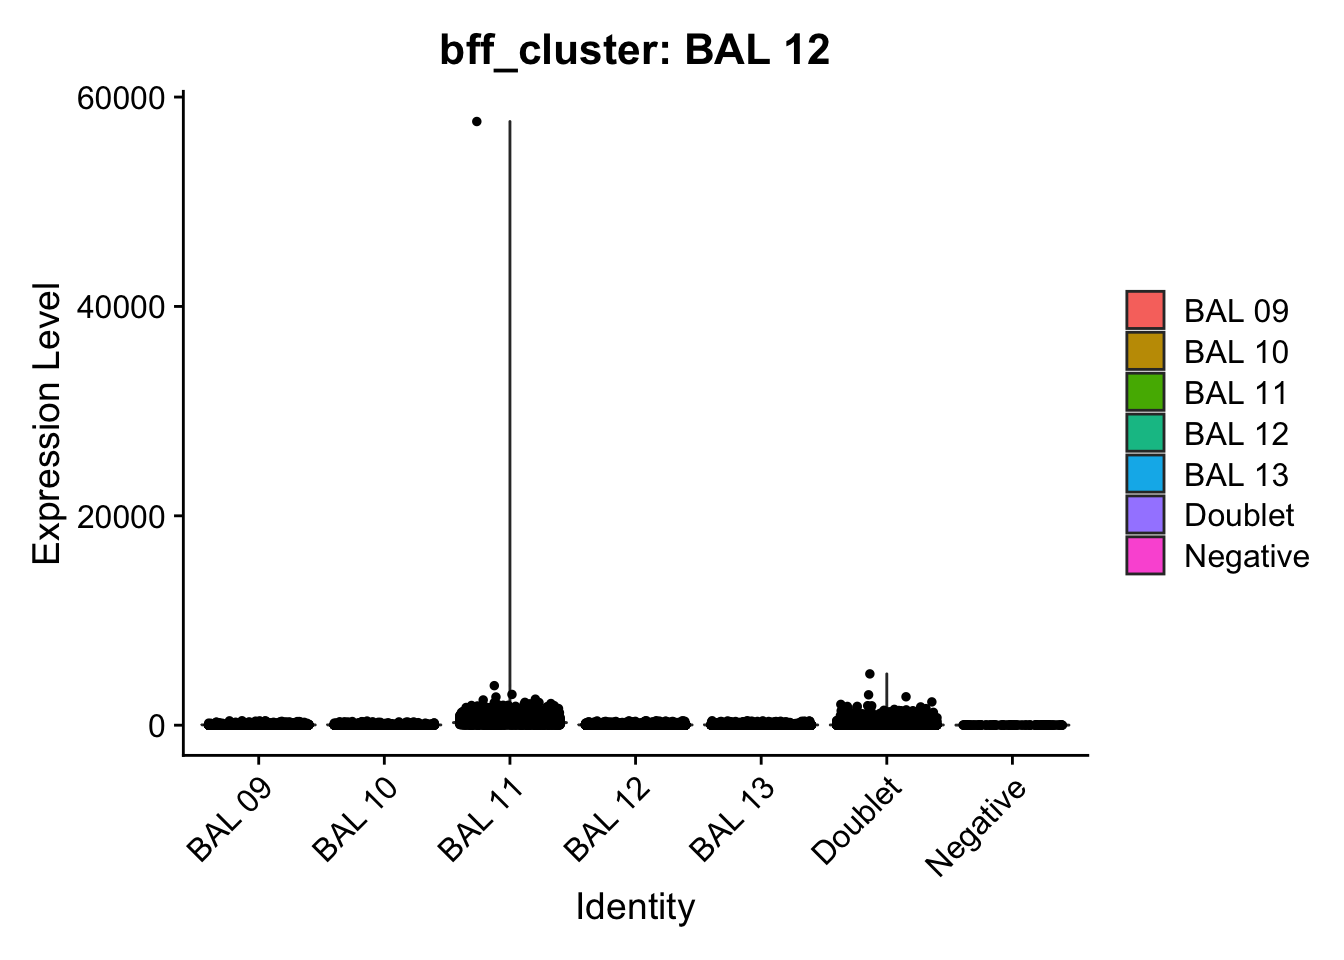 bff_cluster: BAL 12
60000
40000
20000
0
Expression Level
BAL 09
BAL 10
BAL 11
BAL 12
BAL 13
Doublet
Negative
Identity
BAL 09
BAL 10
BAL 11
BAL 12
BAL 13
Doublet
Negative